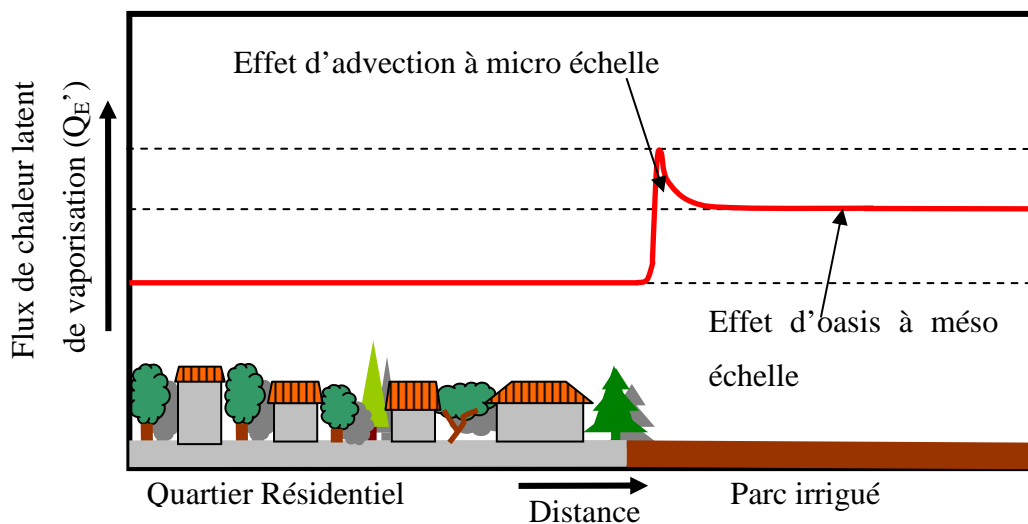 Effet d’advection à micro échelle
Flux de chaleur latent
de vaporisation (QE’)
Effet d’oasis à méso
échelle
Quartier Résidentiel
Distance
Parc irrigué